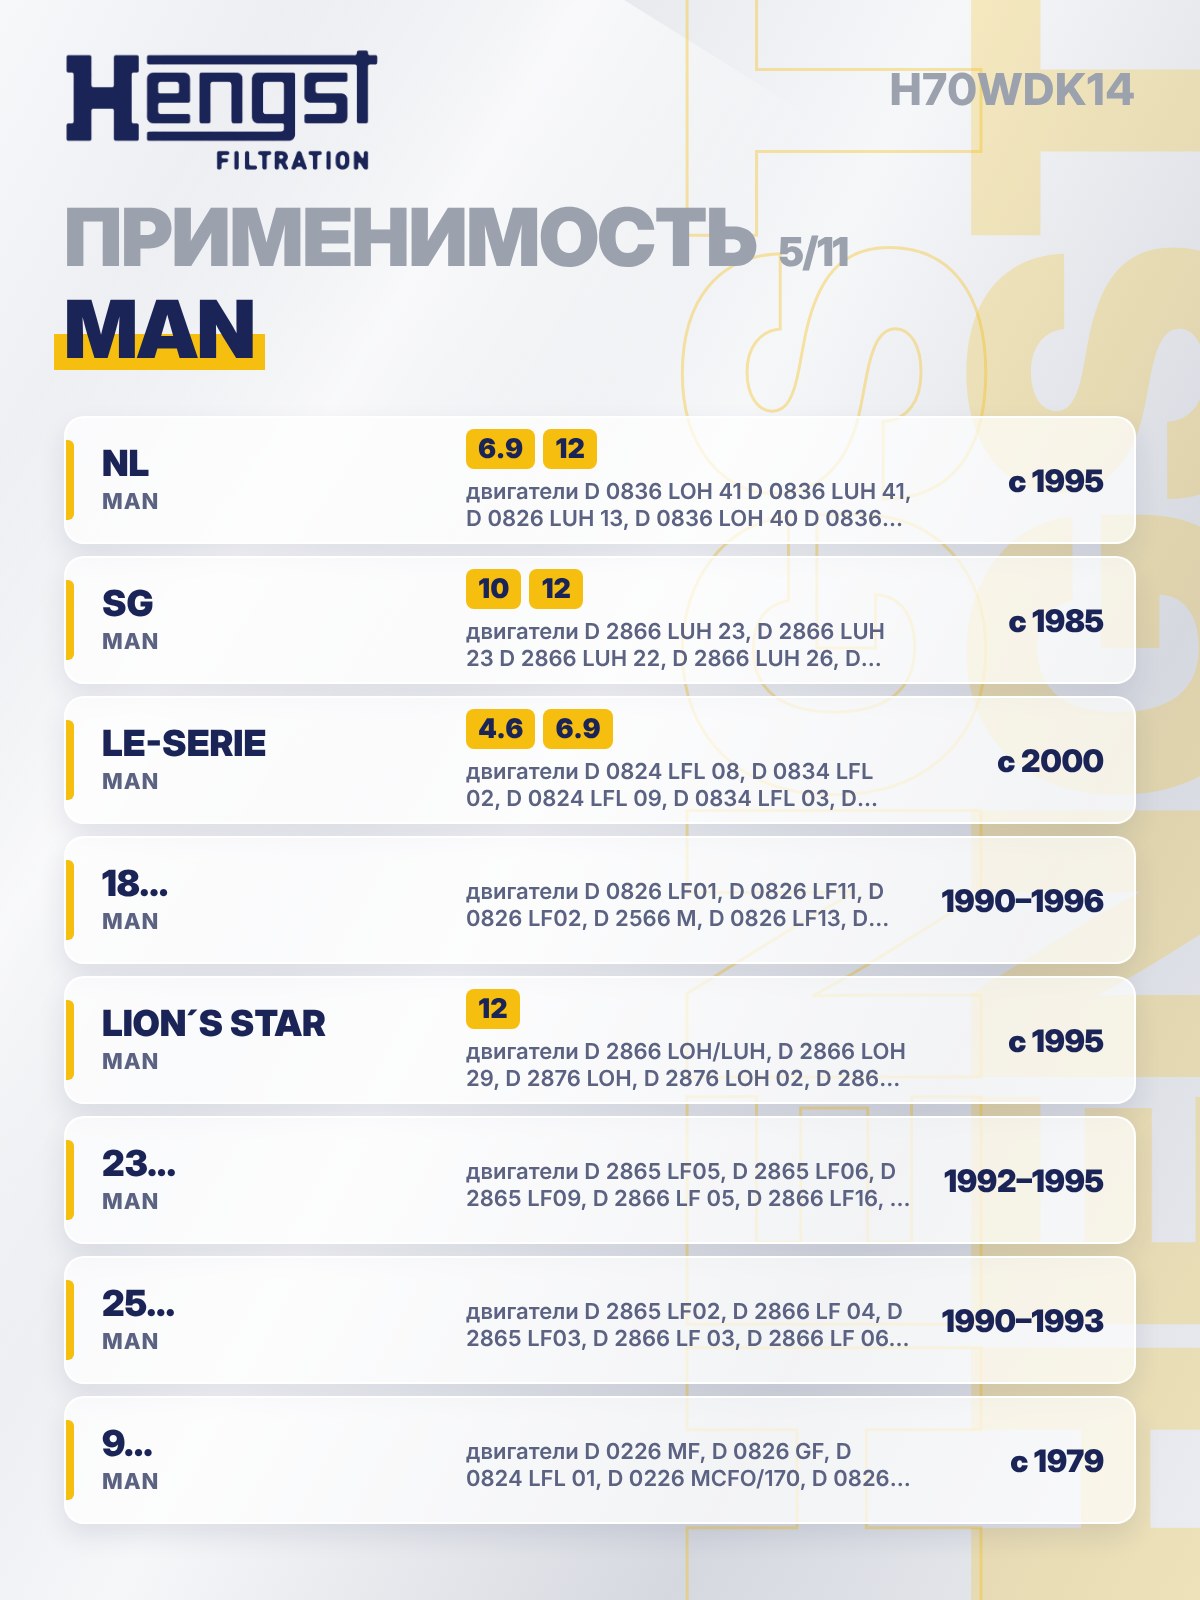 Hengst
FILTRATION
H70WDK14
ПРИМЕНИМОСТЬ 5/11
MAN
NL
MAN
6.9 12
двигатели D 0836 LOH 41 D 0836 LUH 41,
D 0826 LUH 13, D 0836 LOH 40 D 0836...
с 1995
SG
MAN
10 12
двигатели D 2866 LUH 23, D 2866 LUH
23 D 2866 LUH 22, D 2866 LUH 26, D...
с 1985
LE-SERIE
MAN
4.6 6.9
двигатели D 0824 LFL 08, D 0834 LFL
02, D 0824 LFL 09, D 0834 LFL 03, D...
с 2000
18...
MAN
двигатели D 0826 LF01, D 0826 LF11, D
0826 LF02, D 2566 M, D 0826 LF13, D...
1990–1996
LION´S STAR
MAN
12
двигатели D 2866 LOH/LUH, D 2866 LOH
29, D 2876 LOH, D 2876 LOH 02, D 286...
с 1995
23...
MAN
двигатели D 2865 LF05, D 2865 LF06, D
2865 LF09, D 2866 LF 05, D 2866 LF16, ...
1992–1995
25...
MAN
двигатели D 2865 LF02, D 2866 LF 04, D
2865 LF03, D 2866 LF 03, D 2866 LF 06...
1990–1993
9...
MAN
двигатели D 0226 MF, D 0826 GF, D
0824 LFL 01, D 0226 MCFO/170, D 0826...
с 1979
HENGST